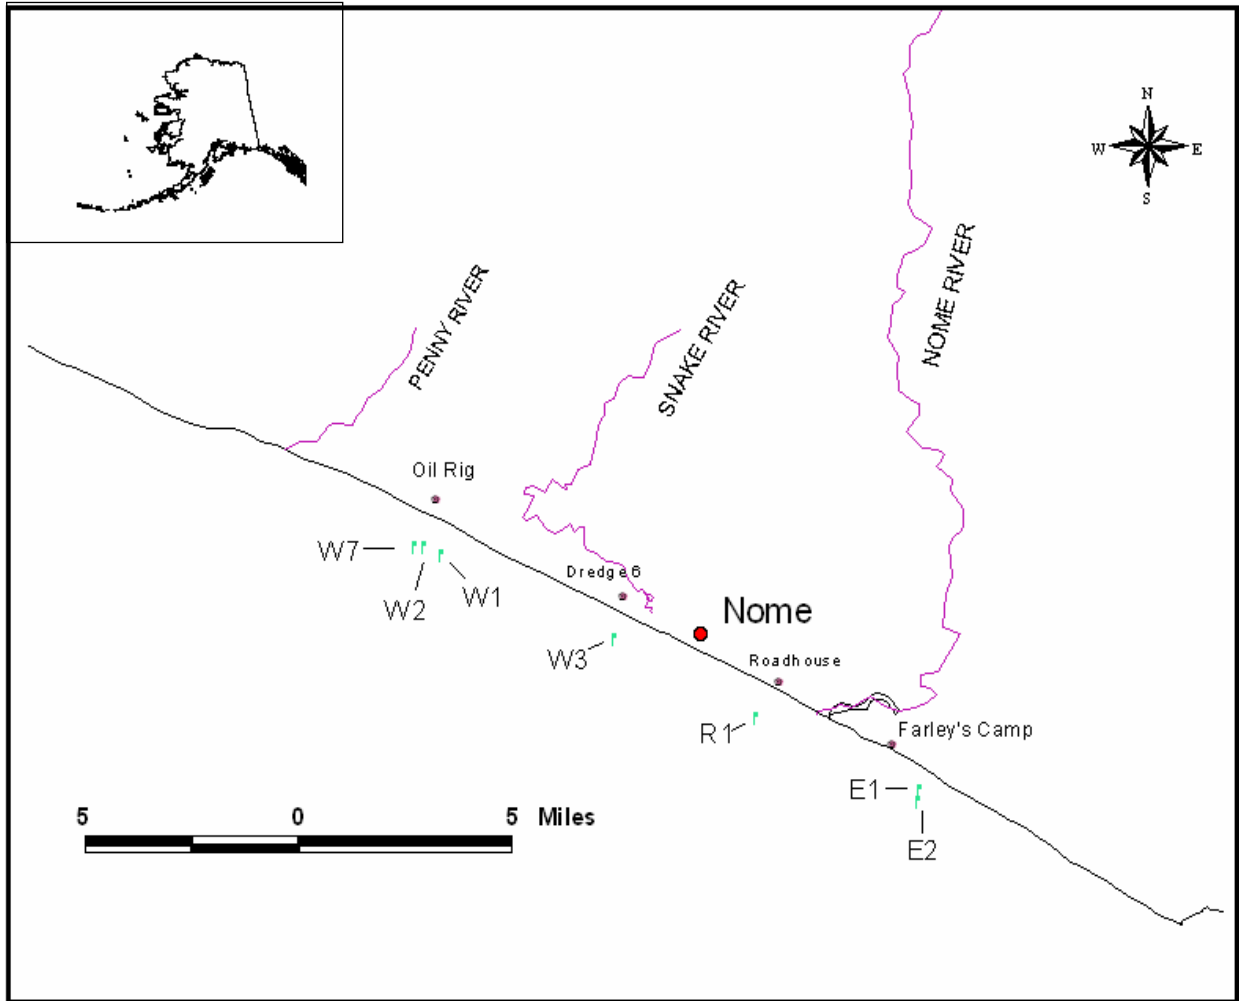 N
W E
S
PENNY RIVER
SNAKE RIVER
NOME RIVER
Oil Rig
W7
W2
W1
Dredge 6
W3
Nome
Roadhouse
R1
Farley's Camp
E1
E2
5 0 5 Miles